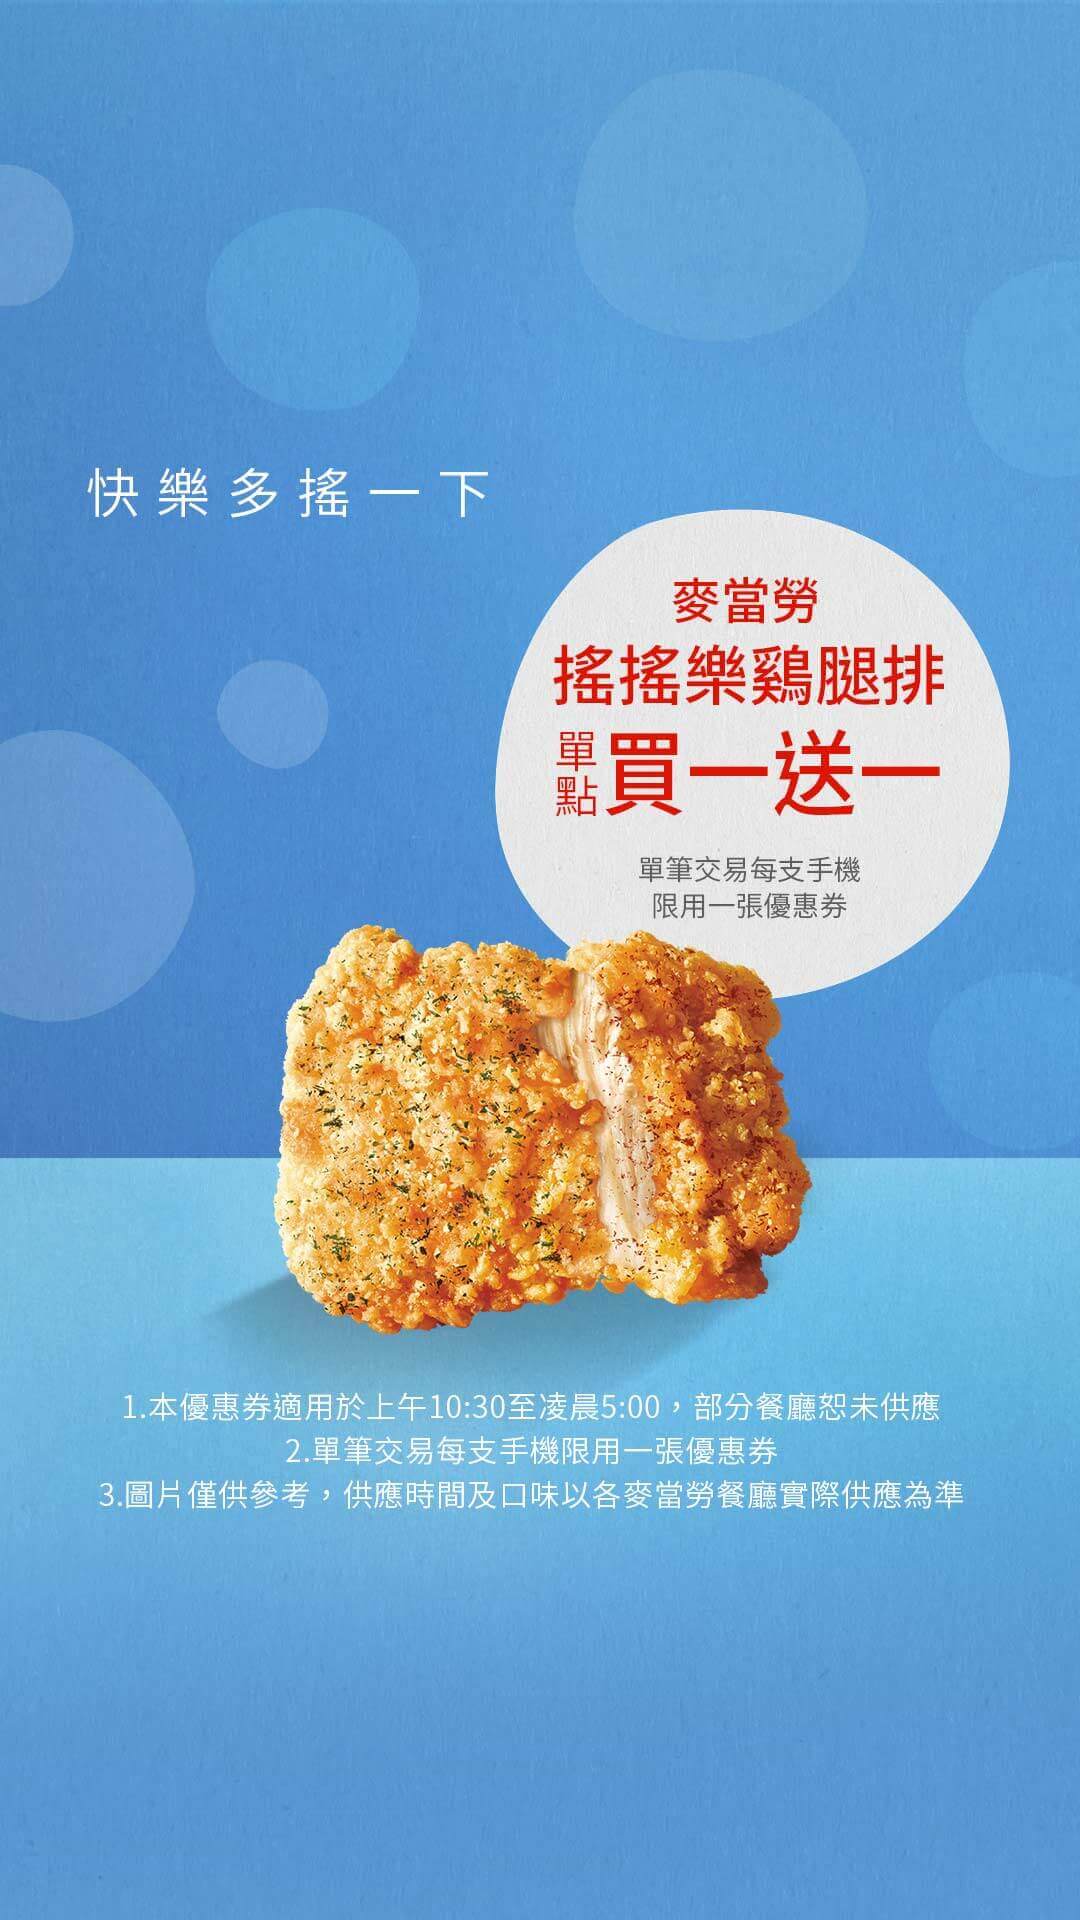 快樂多搖一下
麥當勞
搖搖樂鷄腿排
單點 買一送一
單筆交易每支手機
限用一張優惠券
1.本優惠券適用於上午10:30至凌晨5:00，部分餐廳恕未供應
2.單筆交易每支手機限用一張優惠券
3.圖片僅供參考，供應時間及口味以各麥當勞餐廳實際供應為準